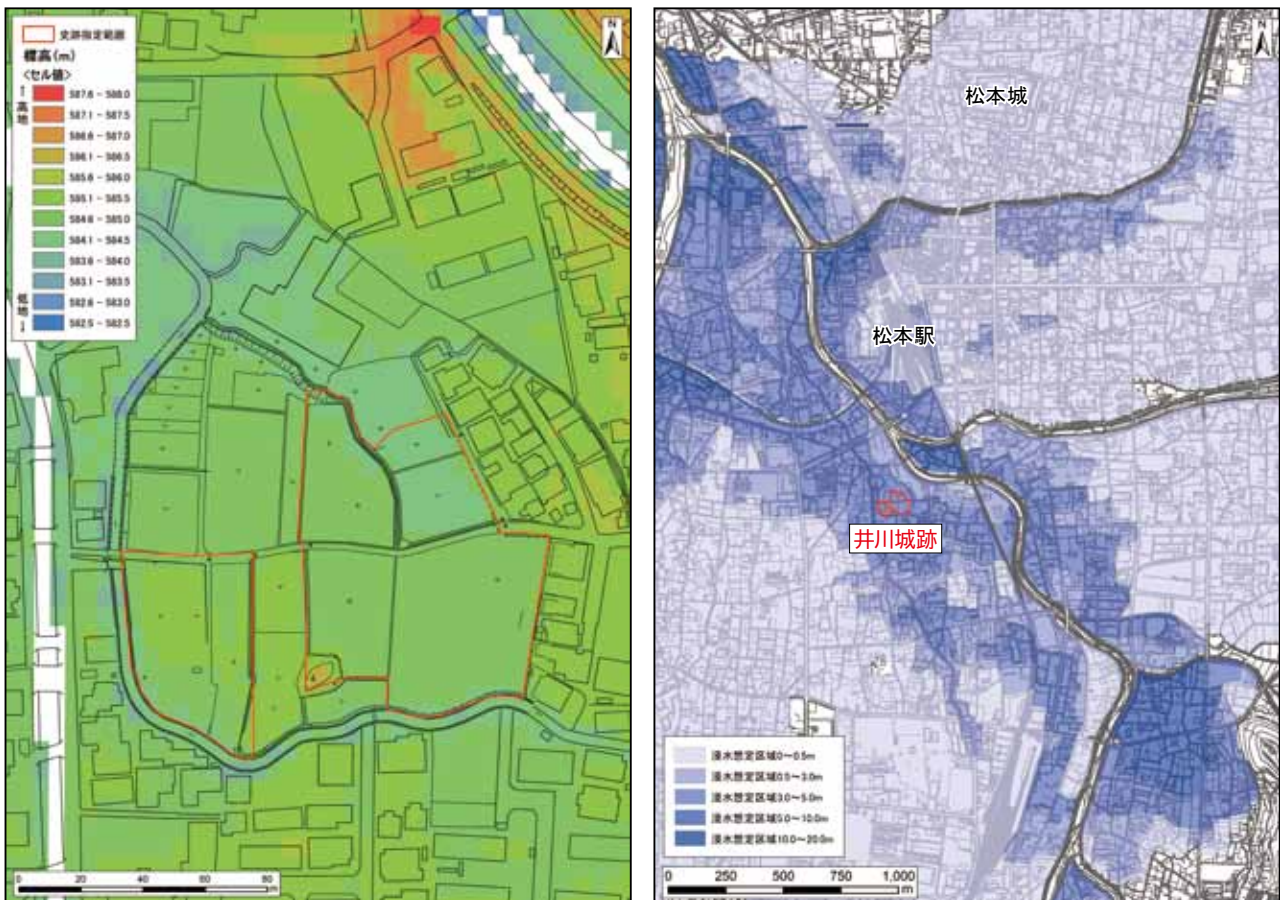 史跡指定範囲
標高(m)
<セル値>
↑
高
地
587.6 - 588.0
587.1 - 587.5
586.6 - 587.0
586.1 - 586.5
585.6 - 586.0
585.1 - 585.5
584.6 - 585.0
584.1 - 584.5
583.6 - 584.0
583.1 - 583.5
582.6 - 583.0
582.5 - 582.5
低
地
↓
N
0 20 40 60 80
m
N
松本城
松本駅
井川城跡
浸水想定区域0～0.5m
浸水想定区域0.5～3.0m
浸水想定区域3.0～5.0m
浸水想定区域5.0～10.0m
浸水想定区域10.0～20.0m
0 250 500 750 1,000
m